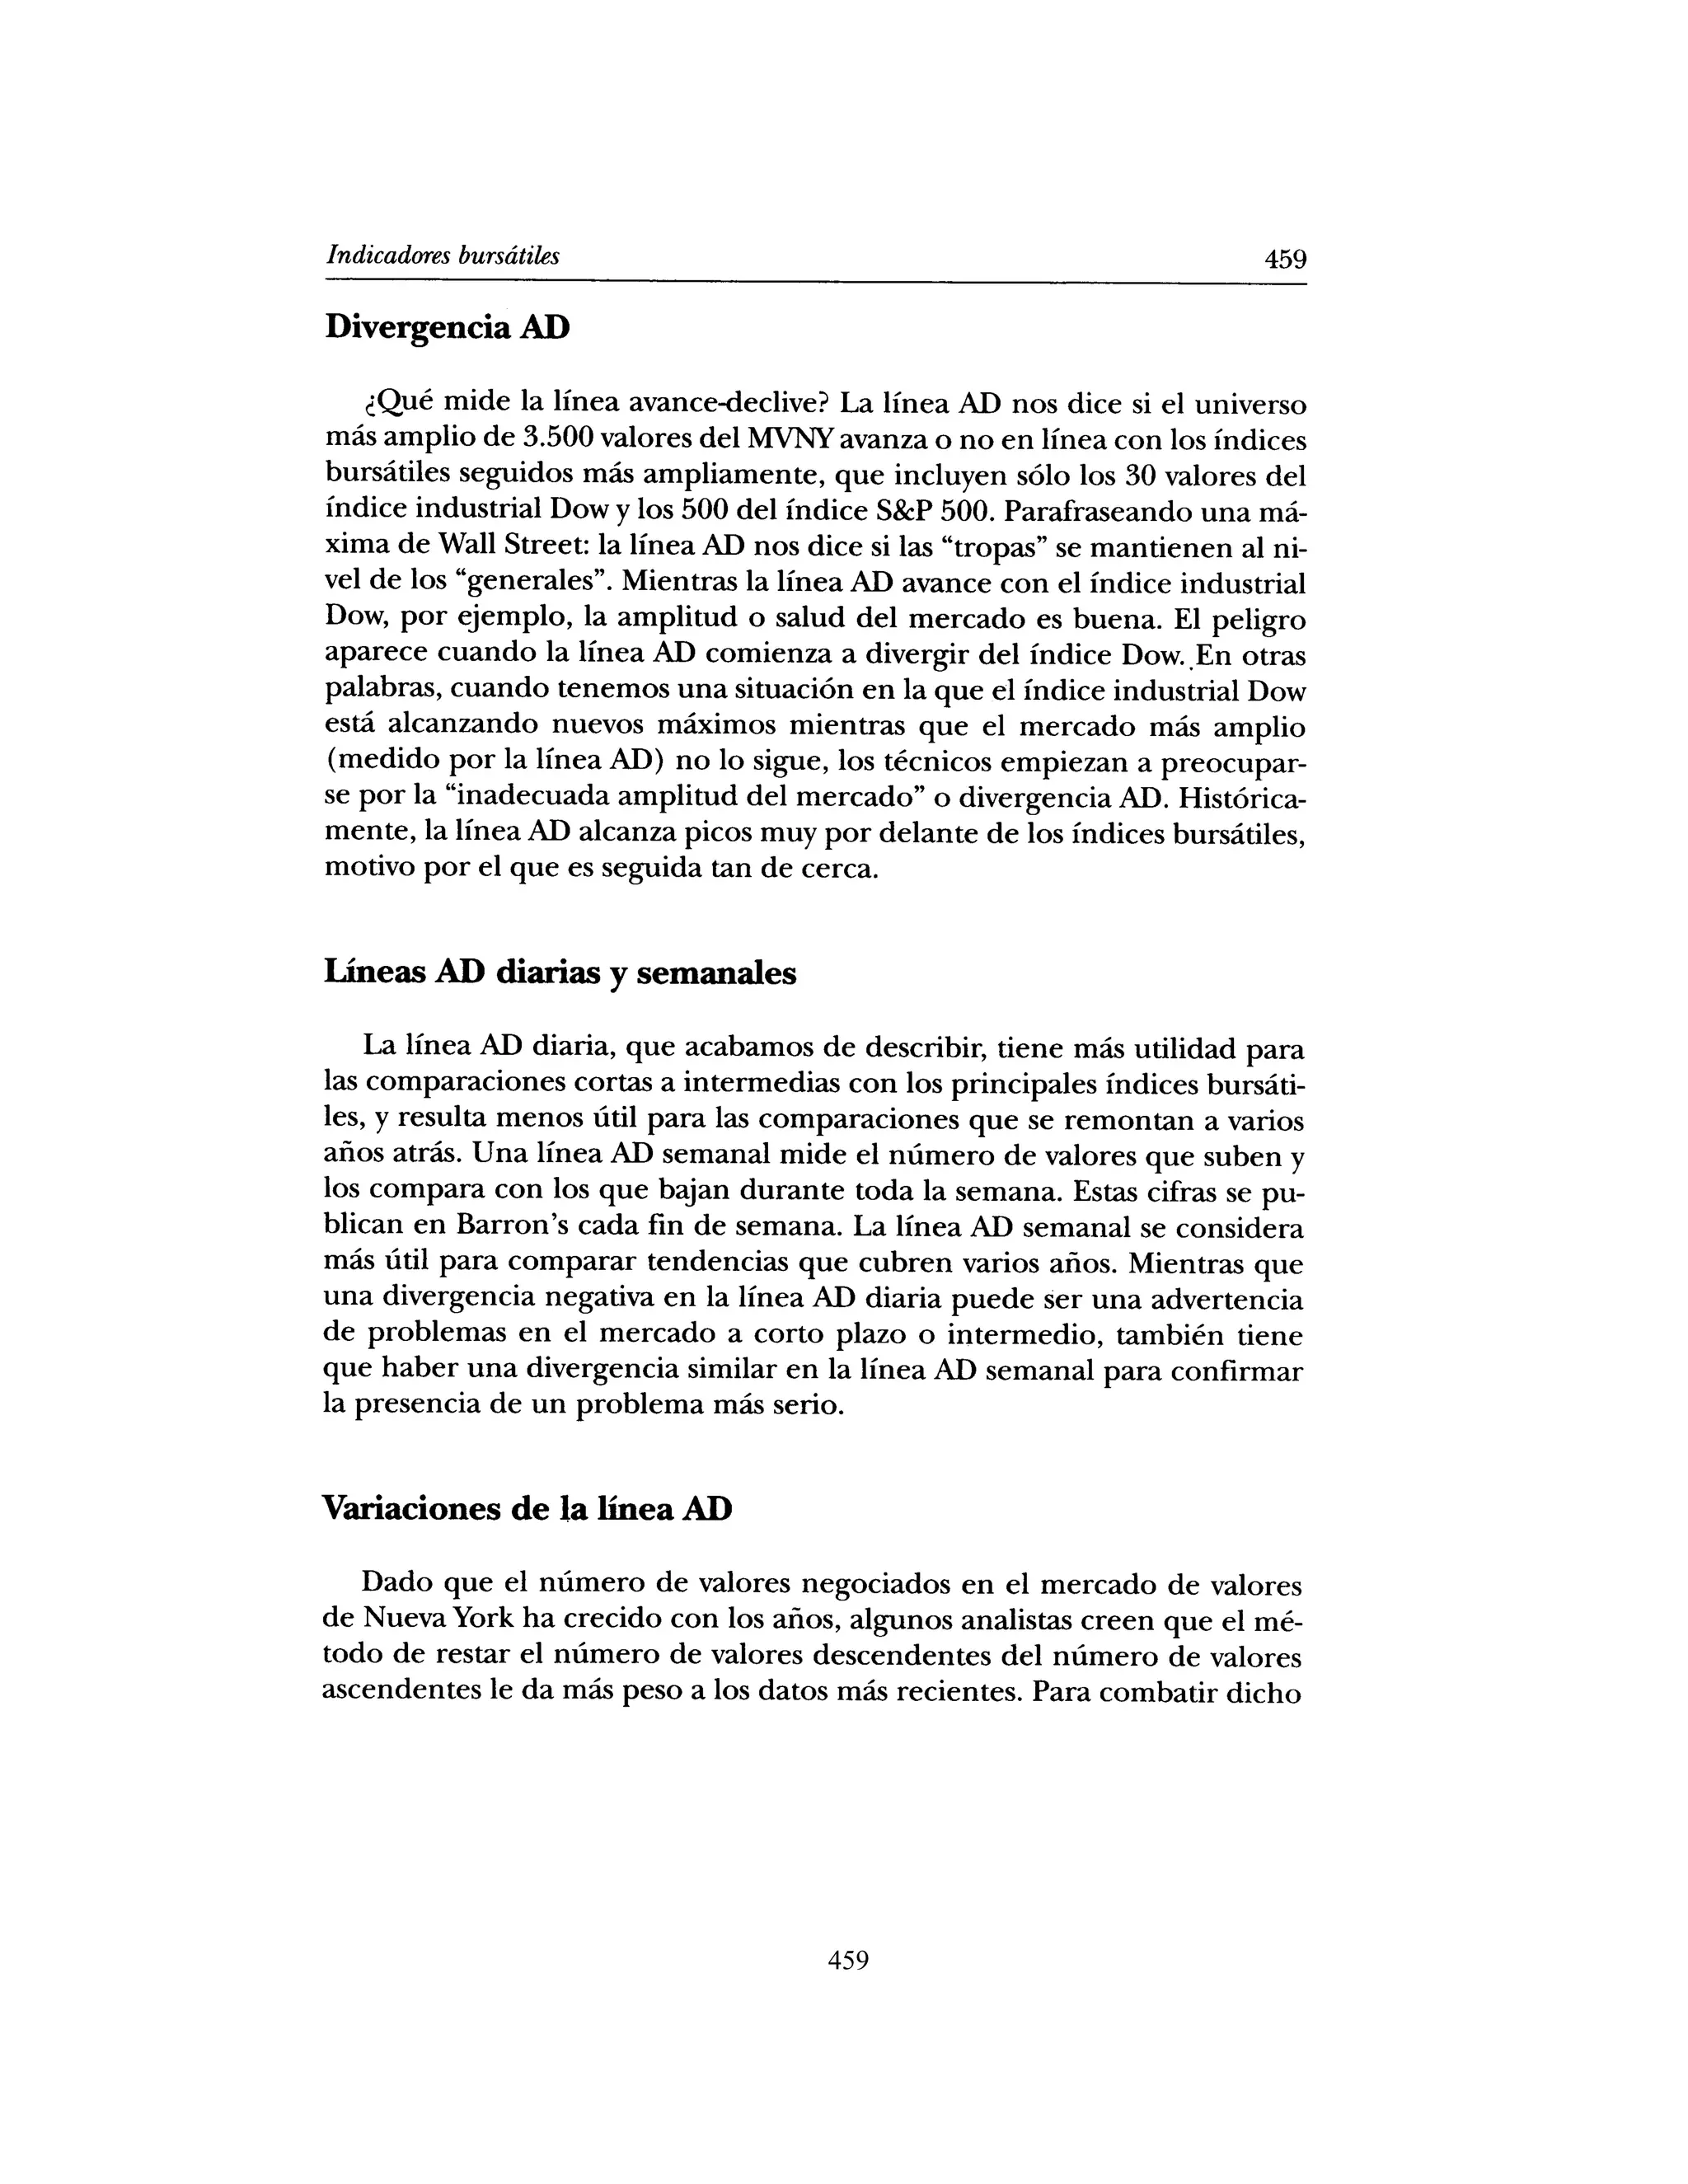 Indicadores bursátiles 459
Divergencia AD
¿Qué mide la línea avance-declive? La línea AD nos dice si el universo
más amplio de 3.500 valores del MVNY avanza o no en línea con los índices
bursátiles seguidos más ampliamente, que incluyen sólo los 30 valores del
índice industrial Dow y los 500 del índice S&P 500. Parafraseando una má-
xima de Wall Street: la línea AD nos dice si las “tropas” se mantienen al ni-
vel de los “generales”. Mientras la línea AD avance con el índice industrial
Dow, por ejemplo, la amplitud o salud del mercado es buena. El peligro
aparece cuando la línea AD comienza a divergir del índice Dow. En otras
palabras, cuando tenemos una situación en la que el índice industrial Dow
está alcanzando nuevos máximos mientras que el mercado más amplio
(medido por la línea AD) no lo sigue, los técnicos empiezan a preocupar-
se por la “inadecuada amplitud del mercado” o divergencia AD. Histórica-
mente, la línea AD alcanza picos muy por delante de los índices bursátiles,
motivo por el que es seguida tan de cerca.
Líneas AD diarias y semanales
La línea AD diaria, que acabamos de describir, tiene más utilidad para
las comparaciones cortas a intermedias con los principales índices bursáti-
les, y resulta menos útil para las comparaciones que se remontan a varios
años atrás. Una línea AD semanal mide el número de valores que suben y
los compara con los que bajan durante toda la semana. Estas cifras se pu-
blican en Barron’s cada fin de semana. La línea AD semanal se considera
más útil para comparar tendencias que cubren varios años. Mientras que
una divergencia negativa en la línea AD diaria puede ser una advertencia
de problemas en el mercado a corto plazo o intermedio, también tiene
que haber una divergencia similar en la línea AD semanal para confirmar
la presencia de un problema más serio.
Variaciones de la línea AD
Dado que el número de valores negociados en el mercado de valores
de Nueva York ha crecido con los años, algunos analistas creen que el mé-
todo de restar el número de valores descendentes del número de valores
ascendentes le da más peso a los datos más recientes. Para combatir dicho
459